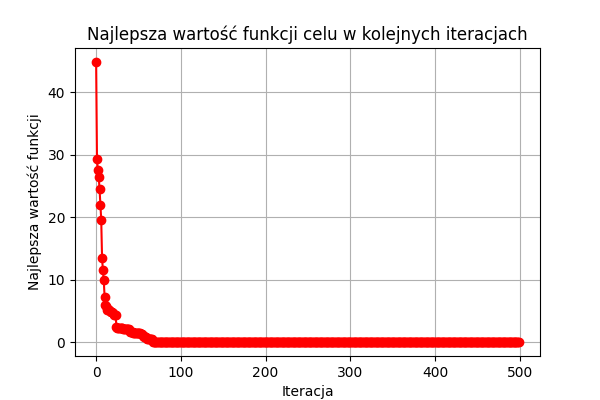 Najlepsza wartość funkcji celu w kolejnych iteracjach
Najlepsza wartość funkcji
40
30
20
10
0
0 100 200 300 400 500
Iteracja